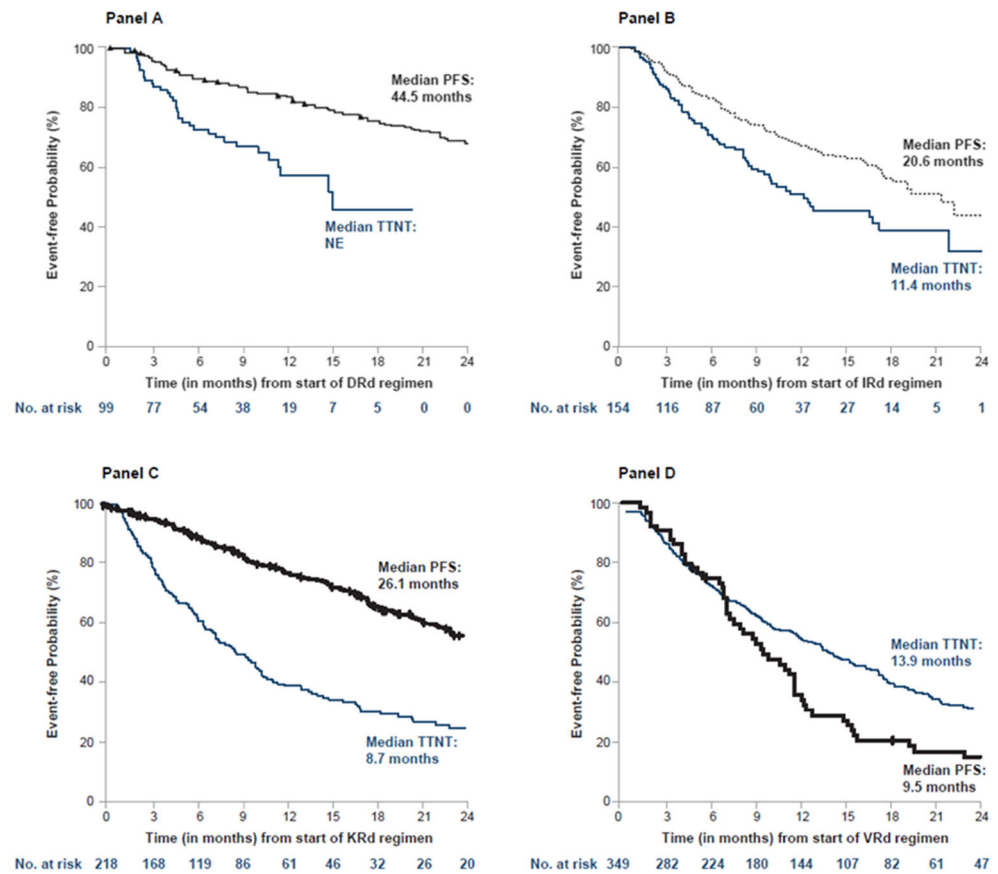 Panel A
Event-free Probability (%)
100
80
60
40
20
0
Median PFS:
44.5 months
Median TTNT:
NE
0 3 6 9 12 15 18 21 24
Time (in months) from start of DRd regimen
No. at risk 99 77 54 38 19 7 5 0 0
Panel B
Event-free Probability (%)
100
80
60
40
20
0
Median PFS:
20.6 months
Median TTNT:
11.4 months
0 3 6 9 12 15 18 21 24
Time (in months) from start of IRd regimen
No. at risk 154 116 87 60 37 27 14 5 1
Panel C
Event-free Probability (%)
100
80
60
40
20
0
Median PFS:
26.1 months
Median TTNT:
8.7 months
0 3 6 9 12 15 18 21 24
Time (in months) from start of KRd regimen
No. at risk 218 168 119 86 61 46 32 26 20
Panel D
Event-free Probability (%)
100
80
60
40
20
0
Median TTNT:
13.9 months
Median PFS:
9.5 months
0 3 6 9 12 15 18 21 24
Time (in months) from start of VRd regimen
No. at risk 349 282 224 180 144 107 82 61 47